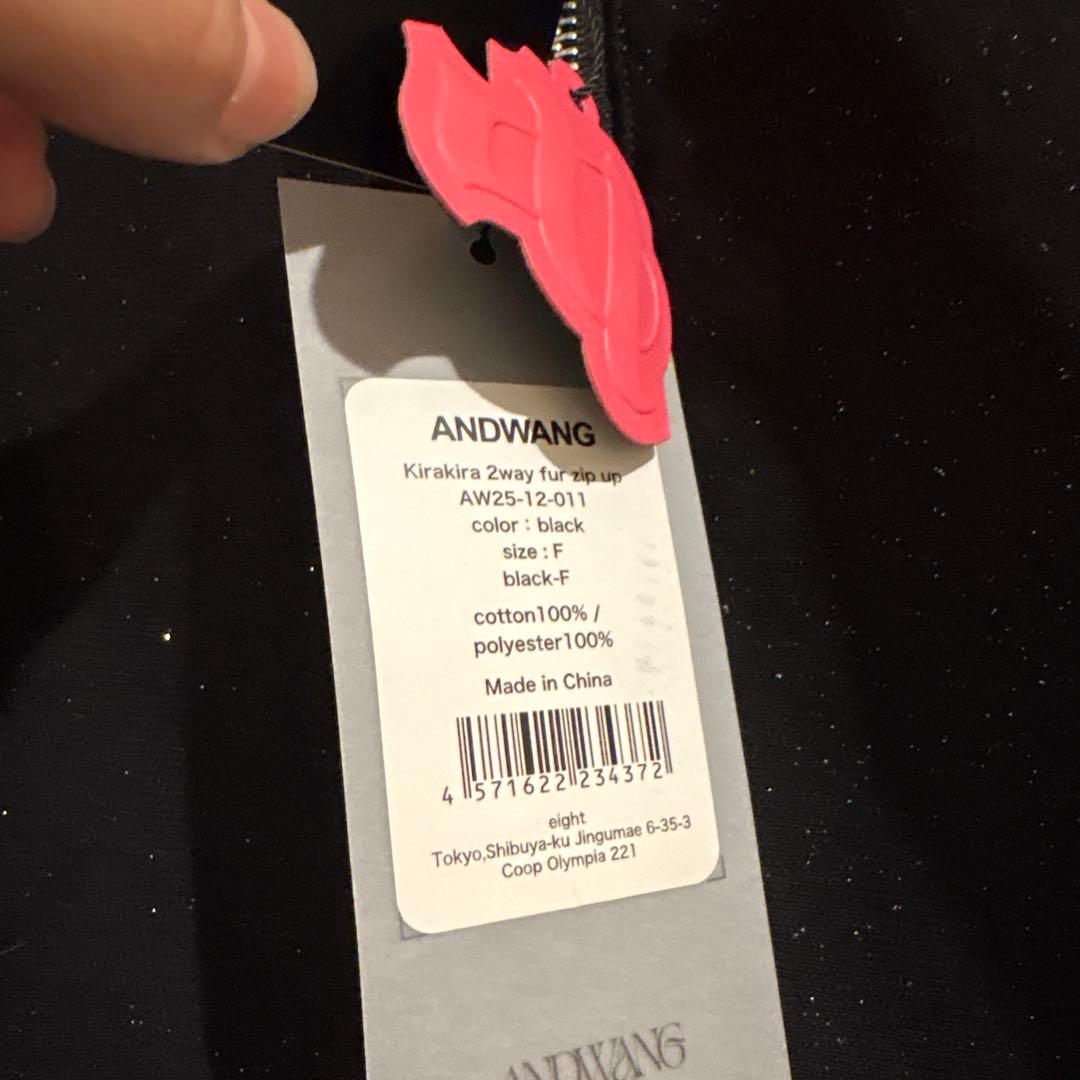 ANDWANG
Kirakira 2way fur zip up
AW25-12-011
color : black
size : F
black-F
cotton100% /
polyester100%
Made in China
4 571622 234372
eight
Tokyo,Shibuya-ku Jingumae 6-35-3
Coop Olympia 221
ANDWANG